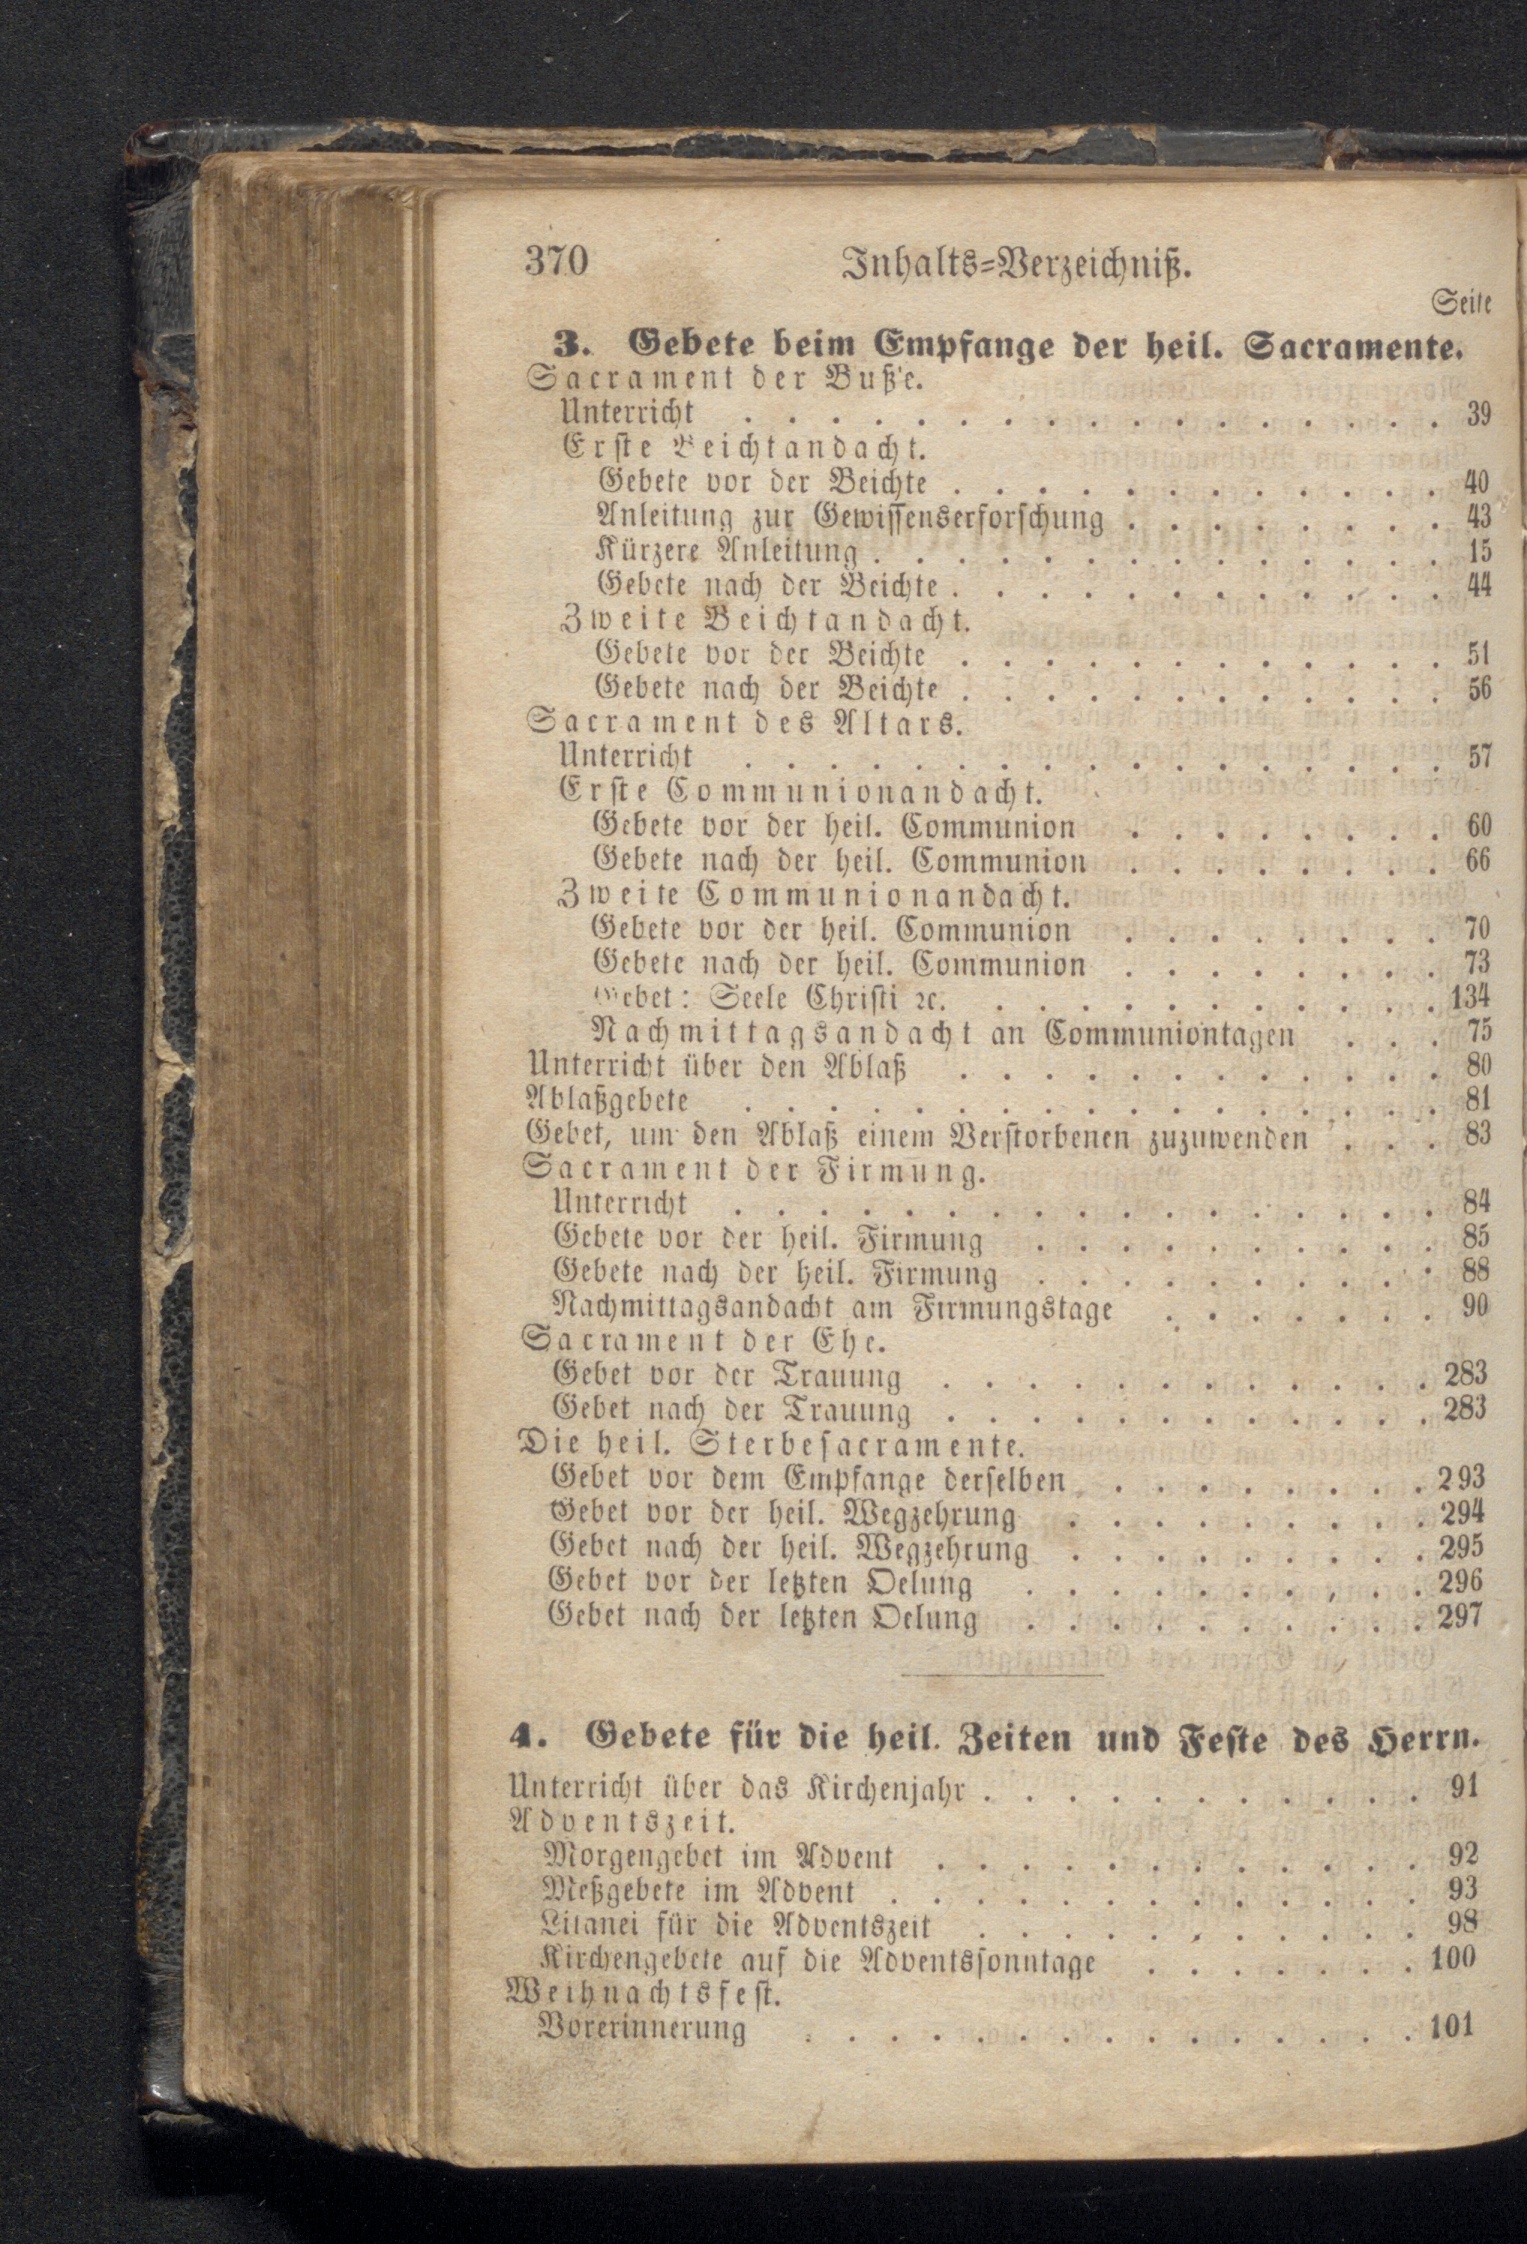 370 Inhalts=Verzeichniß.
Seite
3. Gebete beim Empfange der heil. Sacramente.
Sacrament der Buße.
Unterricht . . . . . . . . . . . . . . . . . 39
Erste Beichtandacht.
Gebete vor der Beichte . . . . . . . . . . . . 40
Anleitung zur Gewissenserforschung . . . . . . . . 43
Kürzere Anleitung . . . . . . . . . . . . . . 15
Gebete nach der Beichte . . . . . . . . . . . . 44
Zweite Beichtandacht.
Gebete vor der Beichte . . . . . . . . . . . . 51
Gebete nach der Beichte . . . . . . . . . . . . 56
Sacrament des Altars.
Unterricht . . . . . . . . . . . . . . . . . 57
Erste Communionandacht.
Gebete vor der heil. Communion . . . . . . . . 60
Gebete nach der heil. Communion . . . . . . . . 66
Zweite Communionandacht.
Gebete vor der heil. Communion . . . . . . . . 70
Gebete nach der heil. Communion . . . . . . . . 73
Gebet: Seele Christi ꝛc. . . . . . . . . . . . . 134
Nachmittagsandacht an Communiontagen . . . 75
Unterricht über den Ablaß . . . . . . . . . . . . 80
Ablaßgebete . . . . . . . . . . . . . . . . . 81
Gebet, um den Ablaß einem Verstorbenen zuzuwenden . . . 83
Sacrament der Firmung.
Unterricht . . . . . . . . . . . . . . . . . 84
Gebete vor der heil. Firmung . . . . . . . . . . 85
Gebete nach der heil. Firmung . . . . . . . . . . 88
Nachmittagsandacht am Firmungstage . . . . . . . 90
Sacrament der Ehe.
Gebet vor der Trauung . . . . . . . . . . . . 283
Gebet nach der Trauung . . . . . . . . . . . . 283
Die heil. Sterbesacramente.
Gebet vor dem Empfange derselben . . . . . . . . 293
Gebet vor der heil. Wegzehrung . . . . . . . . . 294
Gebet nach der heil. Wegzehrung . . . . . . . . . 295
Gebet vor der letzten Oelung . . . . . . . . . . 296
Gebet nach der letzten Oelung . . . . . . . . . . 297
4. Gebete für die heil. Zeiten und Feste des Herrn.
Unterricht über das Kirchenjahr . . . . . . . . . . . 91
Adventszeit.
Morgengebet im Advent . . . . . . . . . . . . 92
Meßgebete im Advent . . . . . . . . . . . . . 93
Litanei für die Adventszeit . . . . . . . . . . . 98
Kirchengebete auf die Adventssonntage . . . . . . . 100
Weihnachtsfest.
Vorerinnerung . . . . . . . . . . . . . . . 101